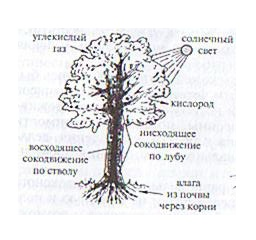 углекислый
газ
солнечный
свет
кислород
нисходящее
сокодвижение
по лубу
восходящее
сокодвижение
по стволу
влага
из почвы
через корни